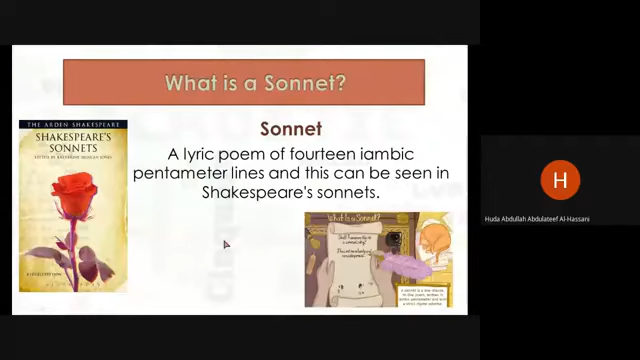 What is a Sonnet?
Sonnet
A lyric poem of fourteen iambic
pentameter lines and this can be seen in
Shakespeare's sonnets.
THE ARDEN SHAKESPEARE
SHAKESPEARE'S
SONNETS
What Is a Sonnet?
H
Huda Abdullah Abdulateef Al-Hassani